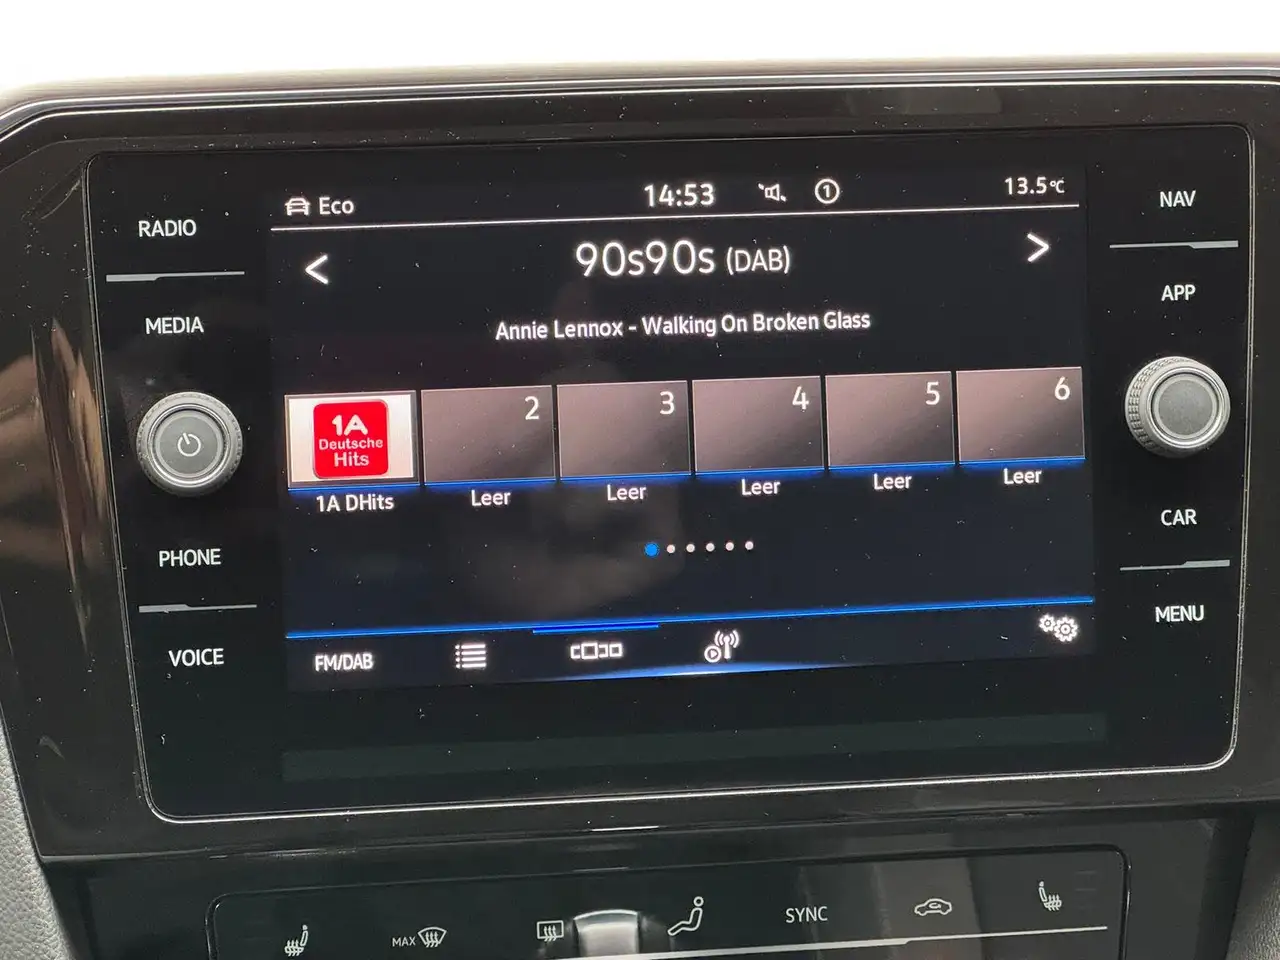 RADIO
MEDIA
PHONE
VOICE
Eco
14:53
1
13.5°C
90s90s (DAB)
Annie Lennox - Walking On Broken Glass
1A
Deutsche
Hits
2
3
4
5
6
1A DHits
Leer
Leer
Leer
Leer
Leer
FM/DAB
NAV
APP
CAR
MENU
MAX
SYNC